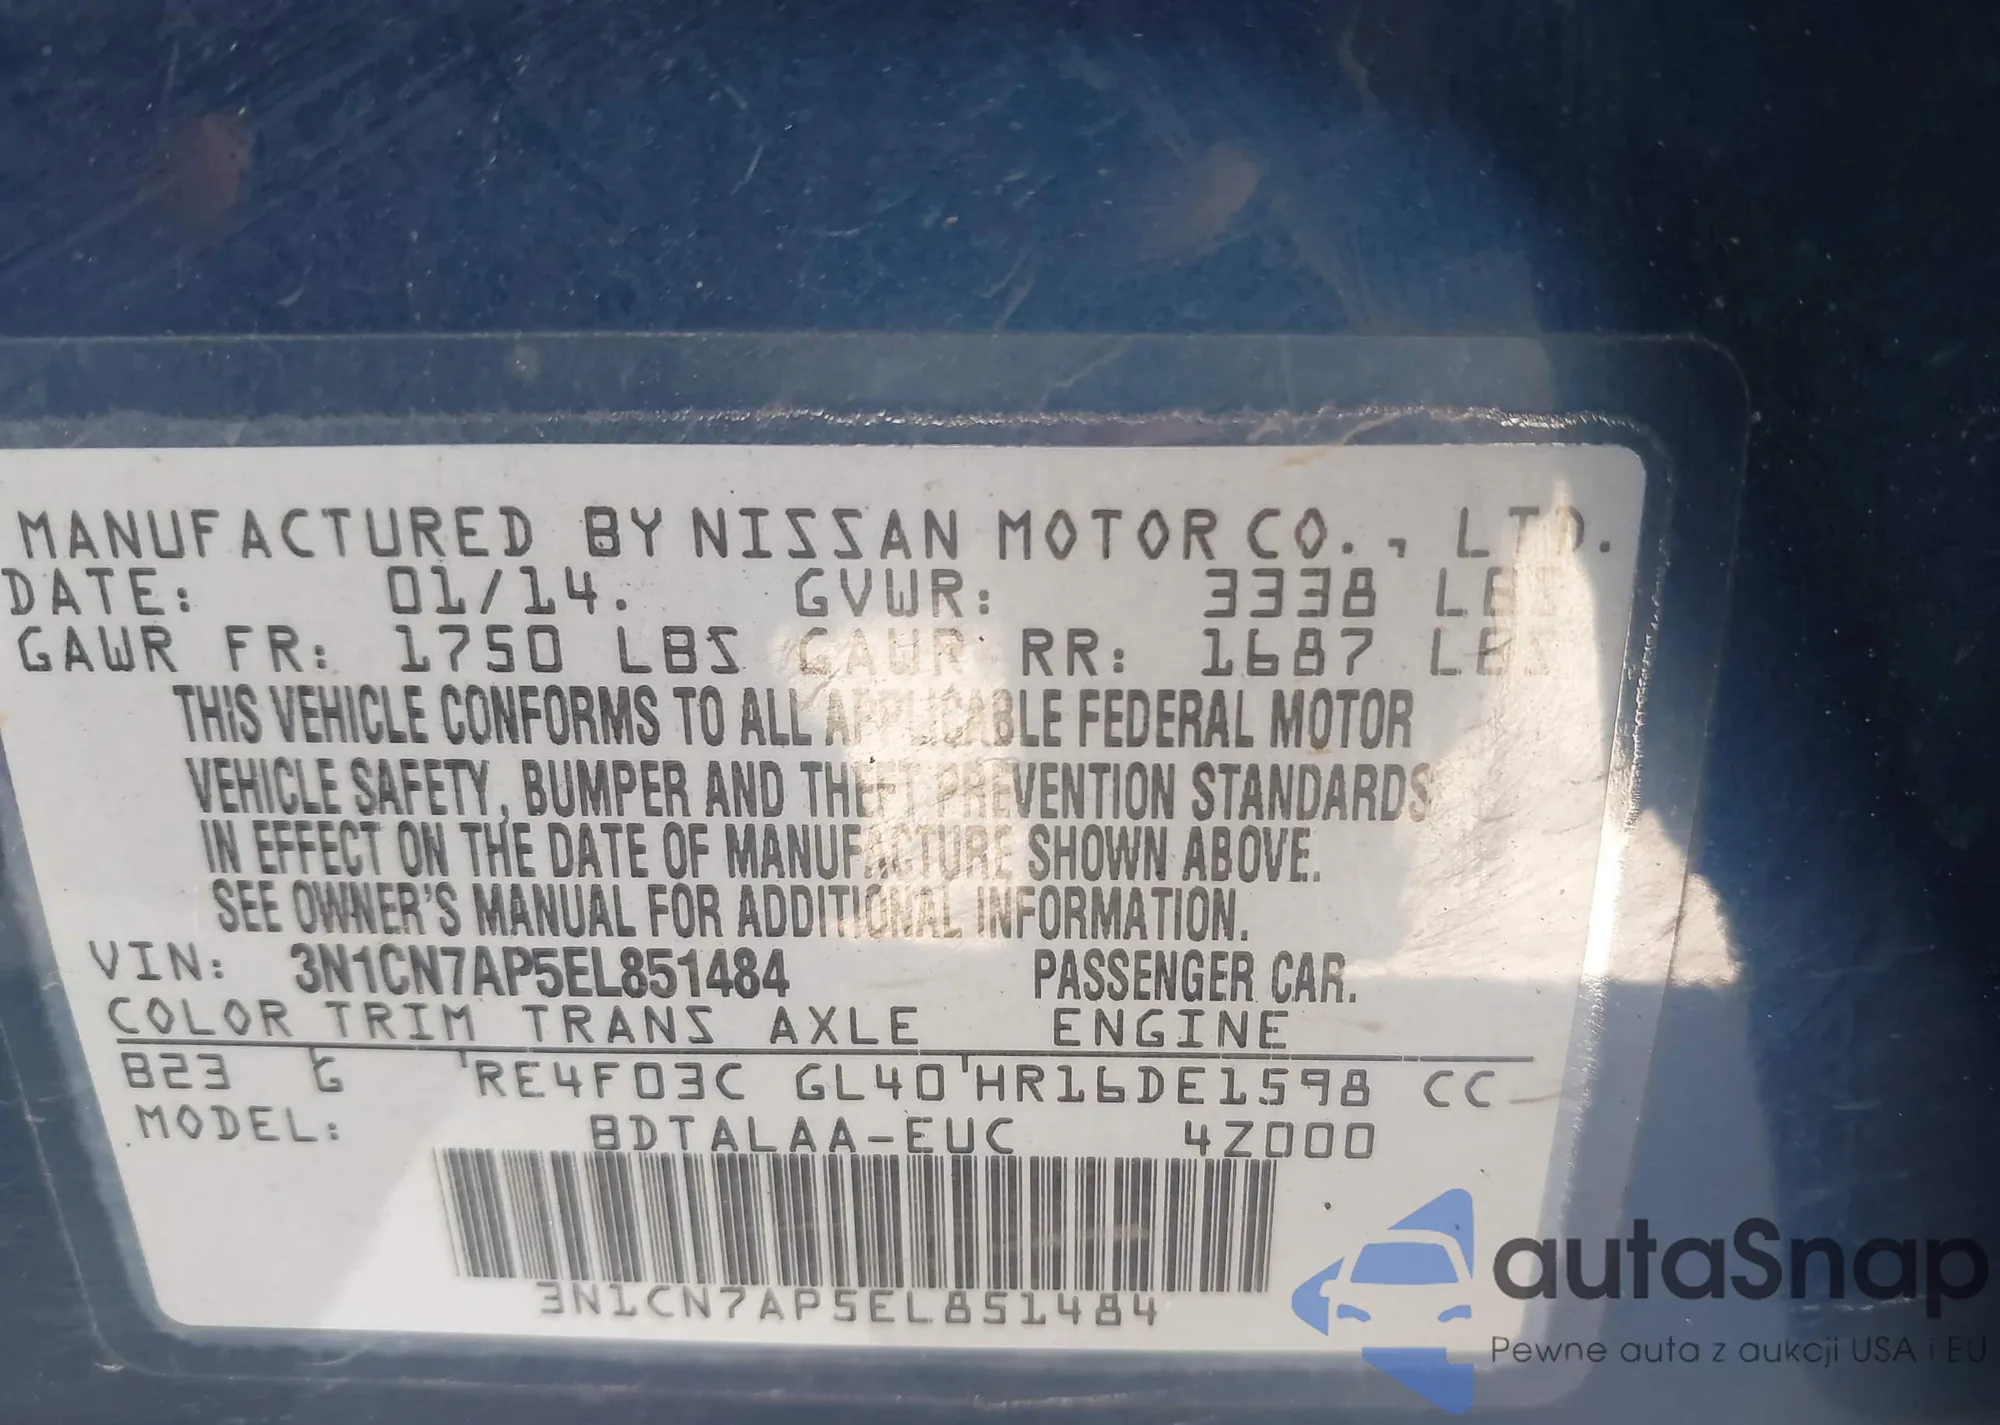 MANUFACTURED BY NISSAN MOTOR CO., LTD.
DATE: 01/14. GVWR: 3338 LBS
GAWR FR: 1750 LBS GAWR RR: 1687 LBS
THIS VEHICLE CONFORMS TO ALL APPLICABLE FEDERAL MOTOR
VEHICLE SAFETY, BUMPER AND THEFT PREVENTION STANDARDS
IN EFFECT ON THE DATE OF MANUFACTURE SHOWN ABOVE.
SEE OWNER'S MANUAL FOR ADDITIONAL INFORMATION.
VIN: 3N1CN7AP5EL851484 PASSENGER CAR.
COLOR TRIM TRANS AXLE ENGINE
B23 G RE4F03C GL40 HR16DE1598 CC
MODEL: BDTALAA-EUC 4Z000
3N1CN7AP5EL851484
autaSnap
Pewne auta z aukcji USA i EU